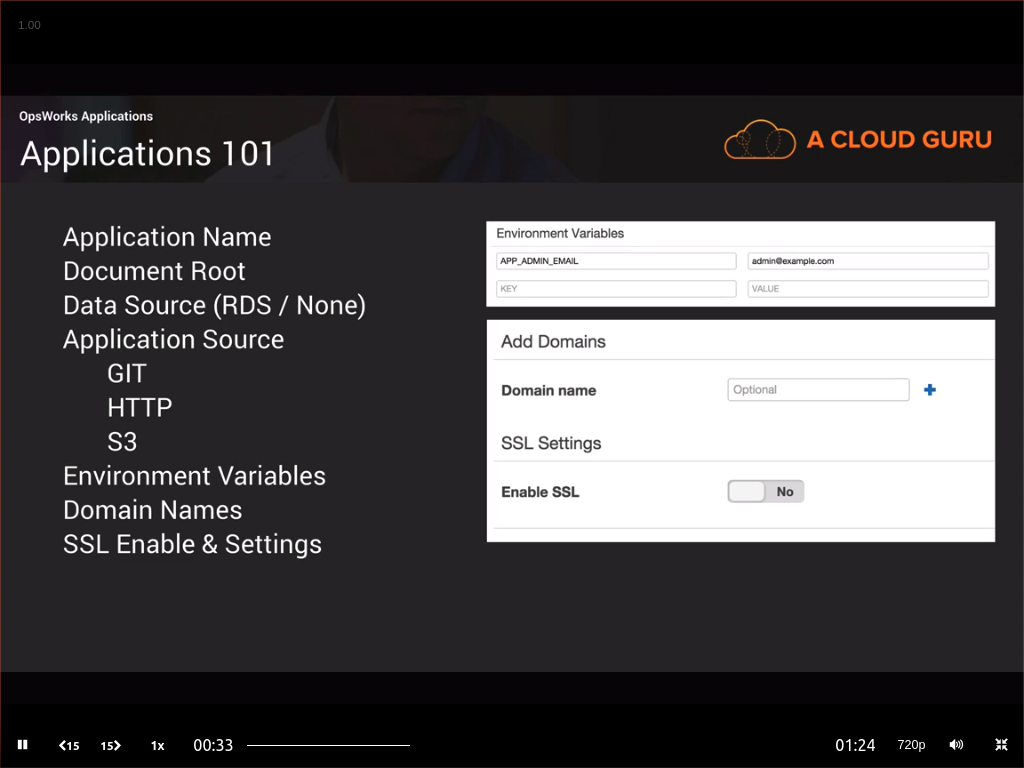 1.00
OpsWorks Applications
Applications 101
A CLOUD GURU
Application Name
Document Root
Data Source (RDS / None)
Application Source
GIT
HTTP
S3
Environment Variables
Domain Names
SSL Enable & Settings
Environment Variables
APP_ADMIN_EMAIL admin@example.com
KEY VALUE
Add Domains
Domain name Optional
SSL Settings
Enable SSL No
15 15 1x 00:33 01:24 720p